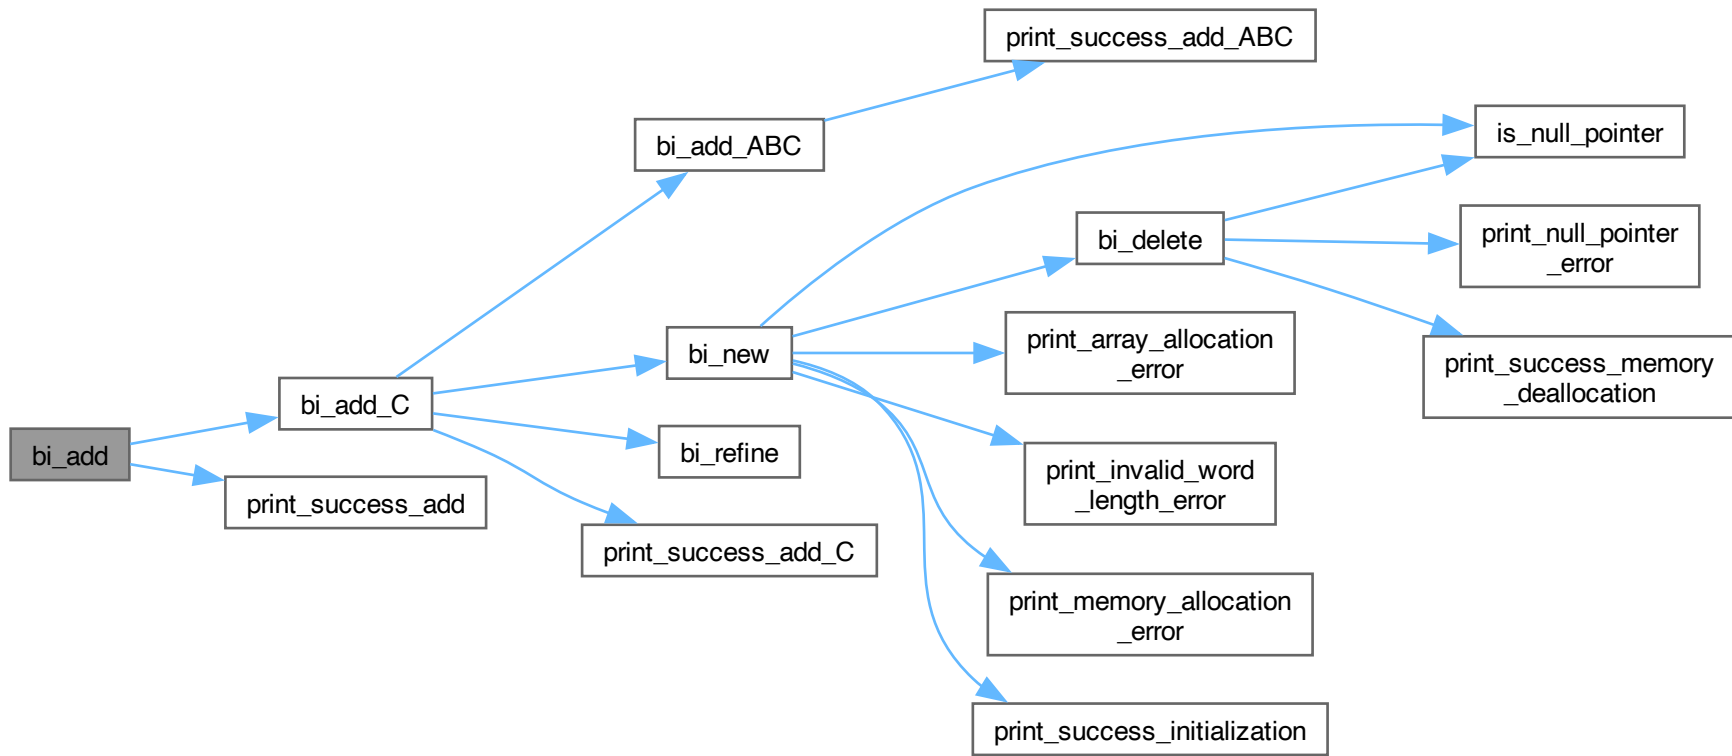 print_success_add_ABC
bi_add_ABC
is_null_pointer
bi_delete
print_null_pointer
_error
bi_new
print_array_allocation
_error
print_success_memory
_deallocation
bi_add_C
bi_add
bi_refine
print_success_add
print_invalid_word
_length_error
print_success_add_C
print_memory_allocation
_error
print_success_initialization